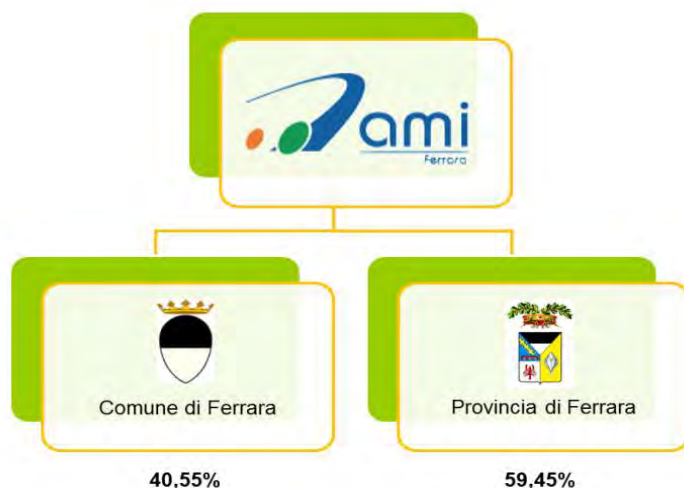 ami
Ferrara
Comune di Ferrara
Provincia di Ferrara
40,55%
59,45%